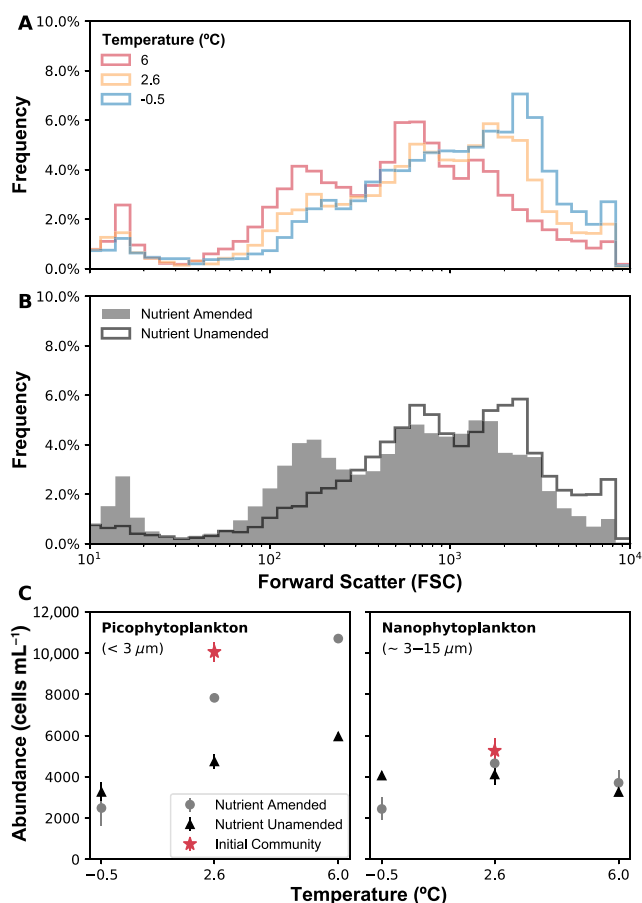 A
10.0%
8.0%
6.0%
4.0%
2.0%
0.0%
Frequency
Temperature (ºC)
6
2.6
-0.5
B
10.0%
8.0%
6.0%
4.0%
2.0%
0.0%
Frequency
Nutrient Amended
Nutrient Unamended
10¹ 10² 10³ 10⁴
Forward Scatter (FSC)
C
12,000
10,000
8000
6000
4000
2000
0
Abundance (cells mL⁻¹)
Picophytoplankton
(< 3 μm)
Nutrient Amended
Nutrient Unamended
Initial Community
Nanophytoplankton
(~ 3−15 μm)
−0.5 2.6 6.0 −0.5 2.6 6.0
Temperature (ºC)